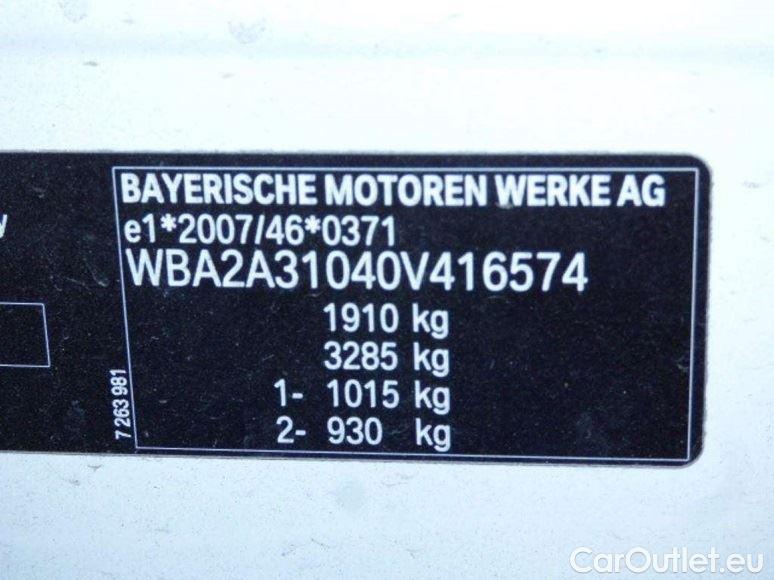 BAYERISCHE MOTOREN WERKE AG
e1*2007/46*0371
WBA2A31040V416574
1910 kg
3285 kg
1- 1015 kg
2- 930 kg
7 263 981
CarOutlet.eu